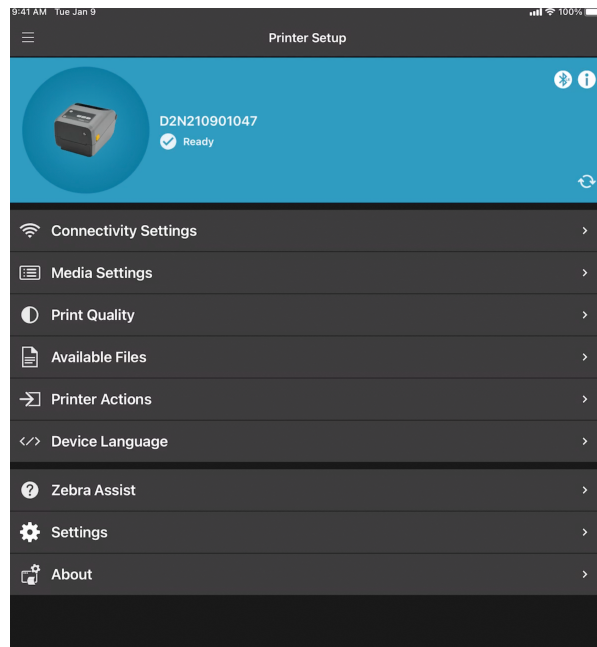 9:41 AM Tue Jan 9 100%
Printer Setup
D2N210901047
Ready
Connectivity Settings
Media Settings
Print Quality
Available Files
Printer Actions
Device Language
Zebra Assist
Settings
About